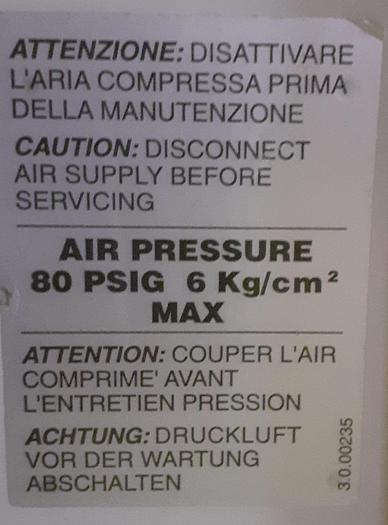 ATTENZIONE: DISATTIVARE
L'ARIA COMPRESSA PRIMA
DELLA MANUTENZIONE
CAUTION: DISCONNECT
AIR SUPPLY BEFORE
SERVICING
AIR PRESSURE
80 PSIG 6 Kg/cm²
MAX
ATTENTION: COUPER L'AIR
COMPRIME' AVANT
L'ENTRETIEN PRESSION
ACHTUNG: DRUCKLUFT
VOR DER WARTUNG
ABSCHALTEN
3.0.00235